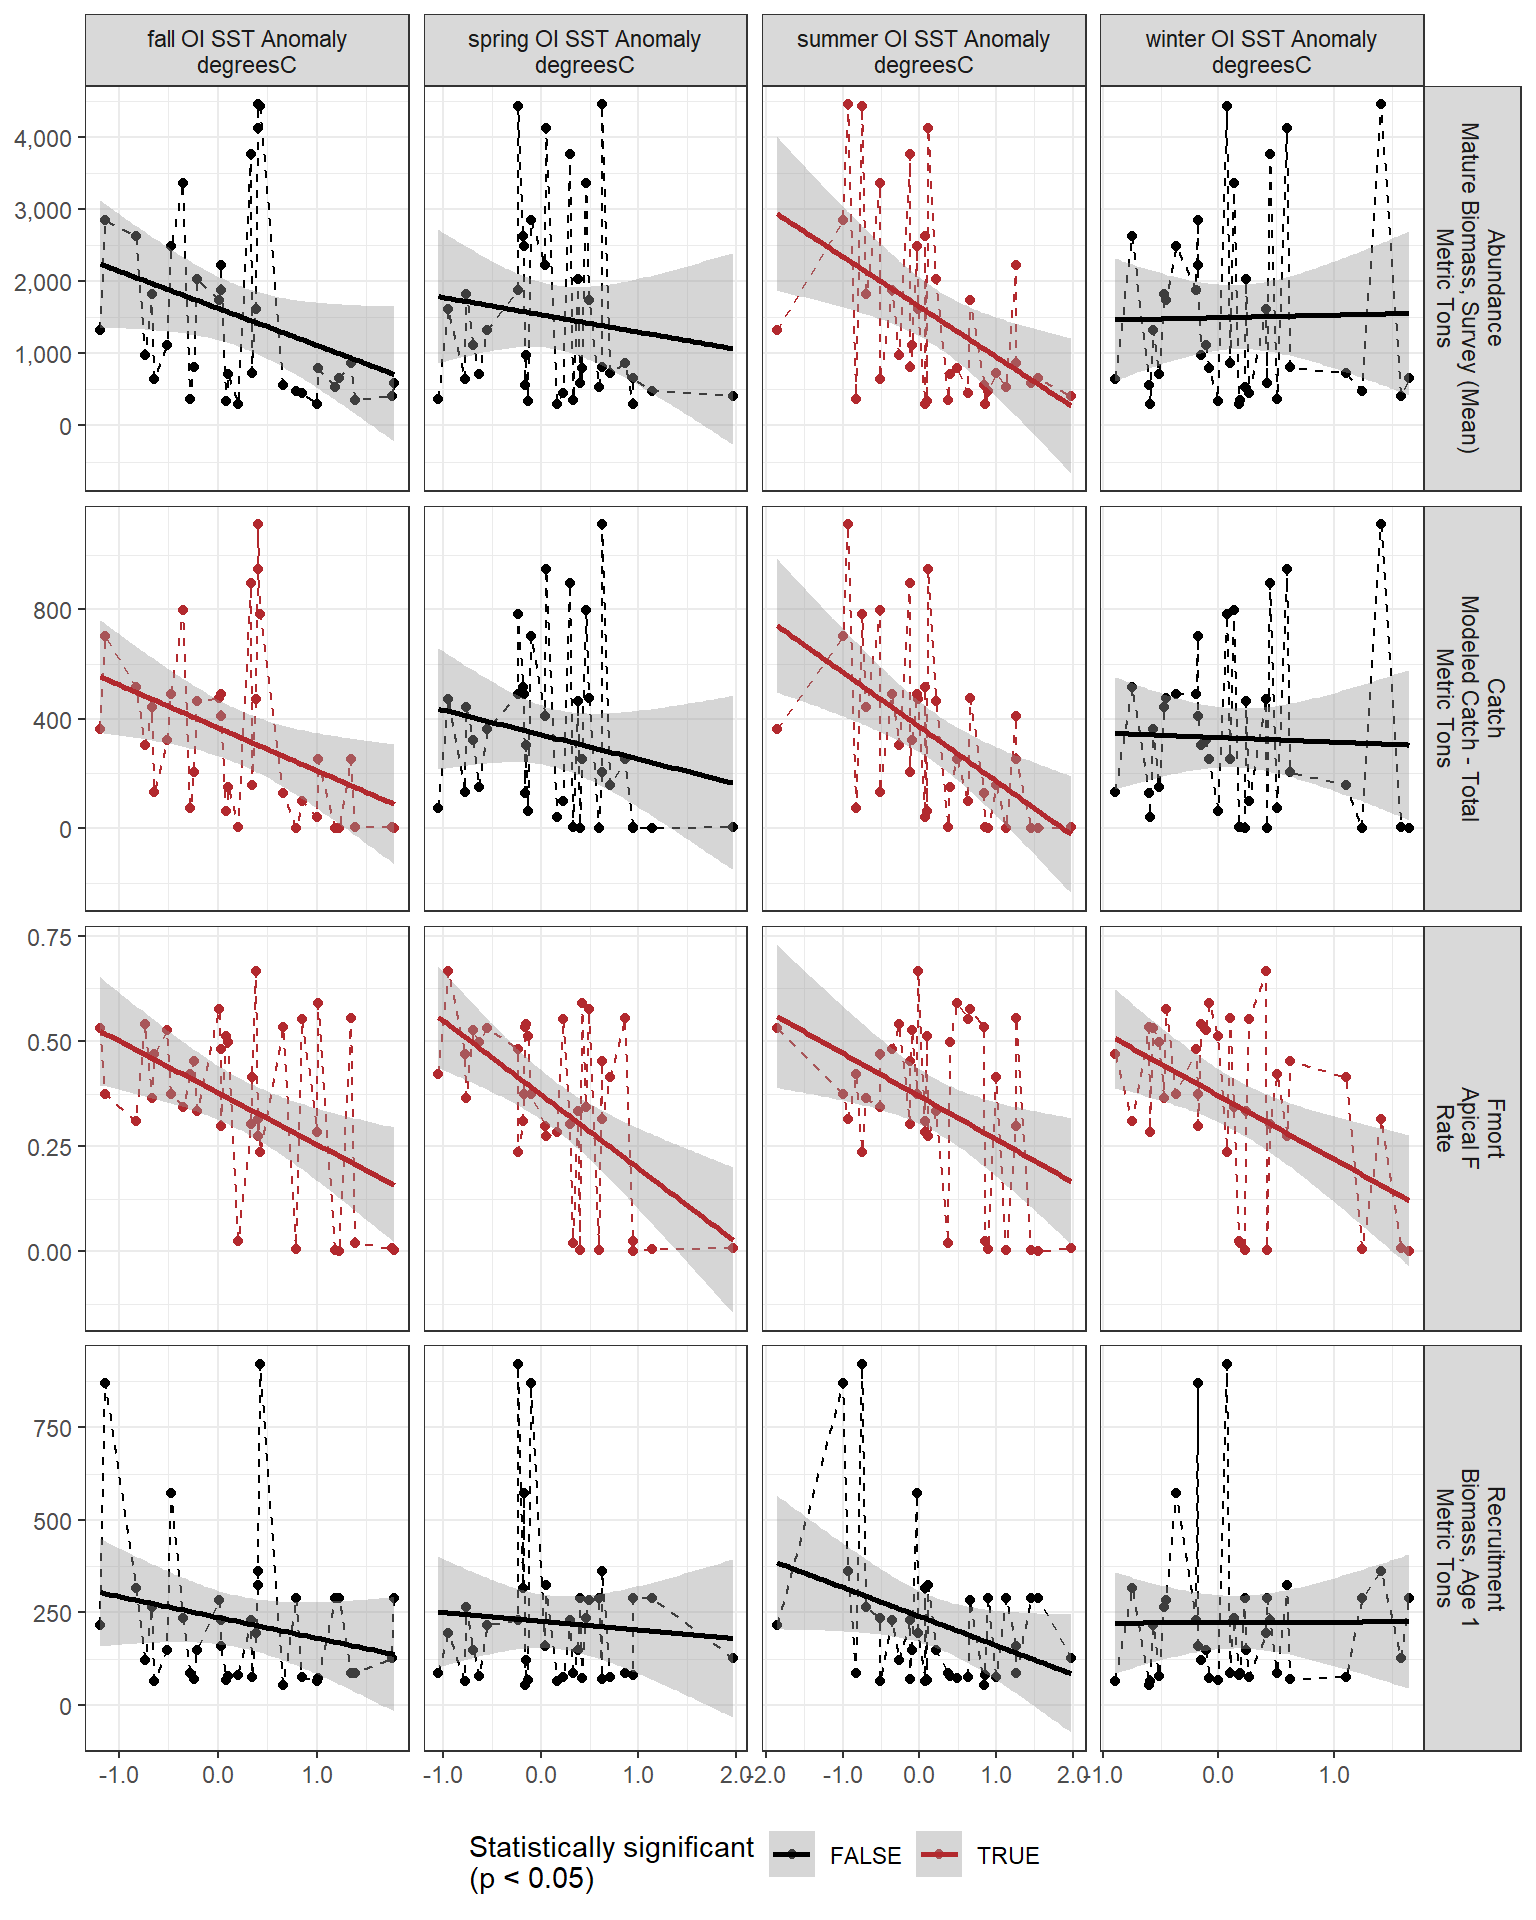 fall OI SST Anomaly
degreesC
spring OI SST Anomaly
degreesC
summer OI SST Anomaly
degreesC
winter OI SST Anomaly
degreesC
4,000
3,000
2,000
1,000
0
Abundance
Mature Biomass, Survey (Mean)
Metric Tons
800
400
0
Catch
Modeled Catch - Total
Metric Tons
0.75
0.50
0.25
0.00
Fmort
Apical F
Rate
750
500
250
0
Recruitment
Biomass, Age 1
Metric Tons
-1.0 0.0 1.0
-1.0 0.0 1.0 2.0
-2.0 -1.0 0.0 1.0 2.0
-1.0 0.0 1.0
Statistically significant
(p < 0.05)
FALSE
TRUE